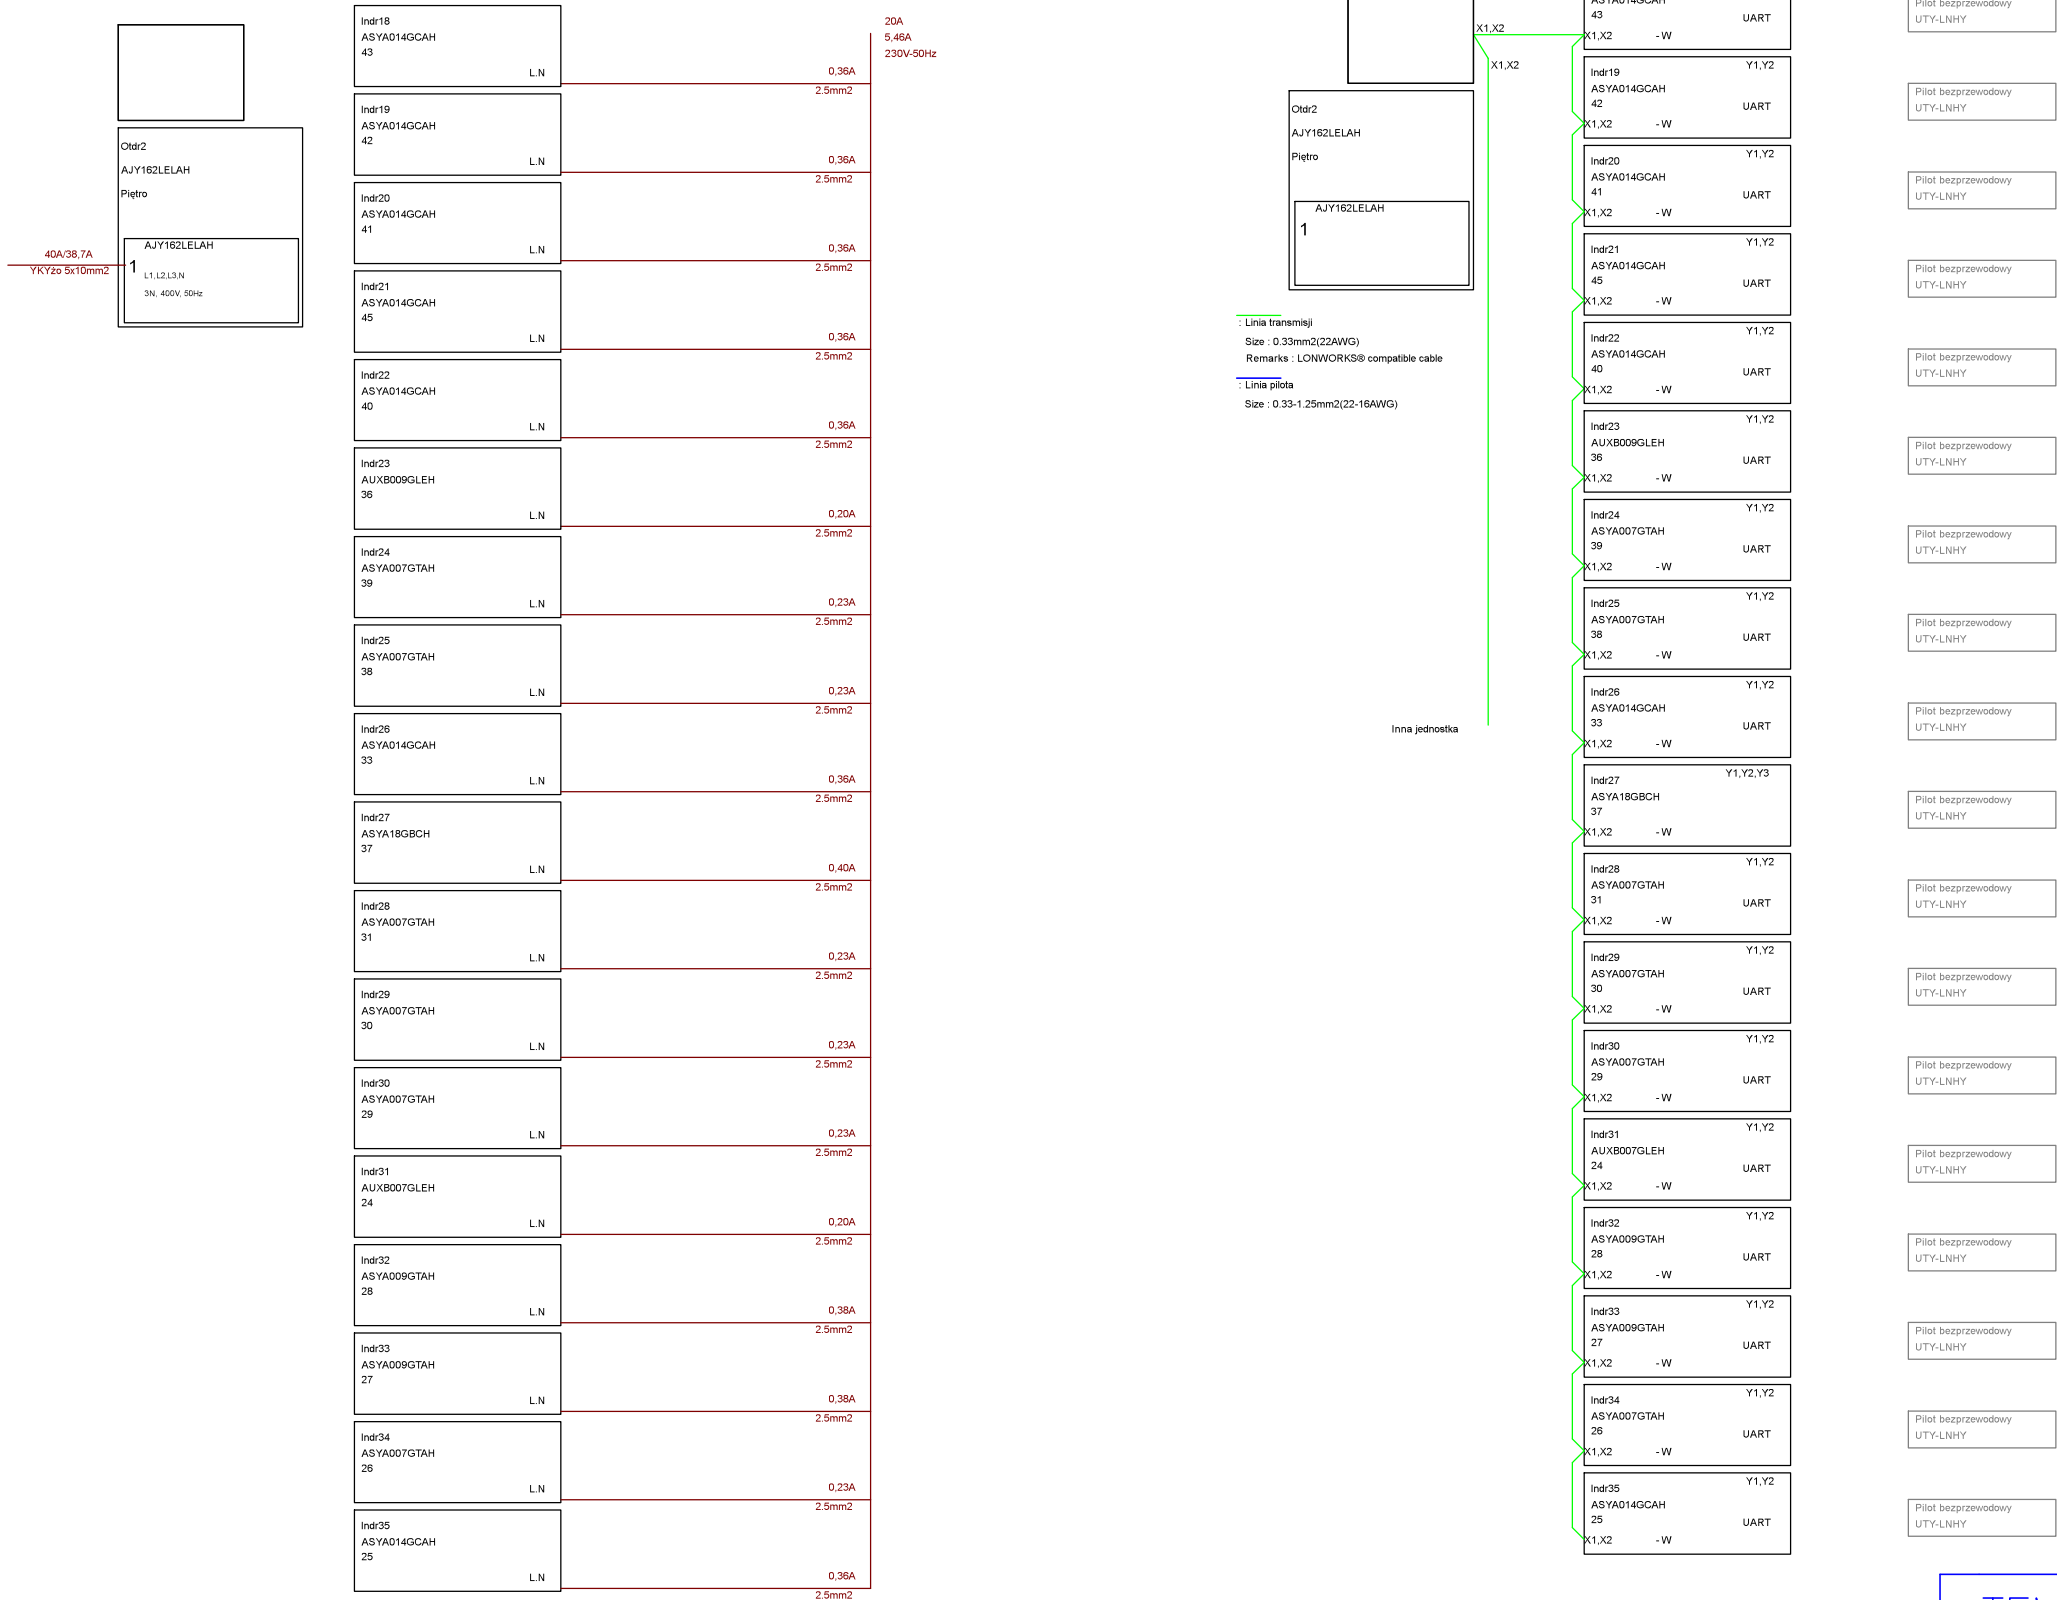 Otdr2
AJY162LELAH
Piętro
AJY162LELAH
1
L1,L2,L3,N
3N, 400V, 50Hz
40A/38,7A
YKYżo 5x10mm2
20A
5,46A
230V-50Hz
Indr18
ASYA014GCAH
43
L.N
0,36A
2.5mm2
Indr19
ASYA014GCAH
42
L.N
0,36A
2.5mm2
Indr20
ASYA014GCAH
41
L.N
0,36A
2.5mm2
Indr21
ASYA014GCAH
45
L.N
0,36A
2.5mm2
Indr22
ASYA014GCAH
40
L.N
0,36A
2.5mm2
Indr23
AUXB009GLEH
36
L.N
0,20A
2.5mm2
Indr24
ASYA007GTAH
39
L.N
0,23A
2.5mm2
Indr25
ASYA007GTAH
38
L.N
0,23A
2.5mm2
Indr26
ASYA014GCAH
33
L.N
0,36A
2.5mm2
Indr27
ASYA18GBCH
37
L.N
0,40A
2.5mm2
Indr28
ASYA007GTAH
31
L.N
0,23A
2.5mm2
Indr29
ASYA007GTAH
30
L.N
0,23A
2.5mm2
Indr30
ASYA007GTAH
29
L.N
0,23A
2.5mm2
Indr31
AUXB007GLEH
24
L.N
0,20A
2.5mm2
Indr32
ASYA009GTAH
28
L.N
0,38A
2.5mm2
Indr33
ASYA009GTAH
27
L.N
0,38A
2.5mm2
Indr34
ASYA007GTAH
26
L.N
0,23A
2.5mm2
Indr35
ASYA014GCAH
25
L.N
0,36A
2.5mm2
X1,X2
X1,X2
Otdr2
AJY162LELAH
Piętro
AJY162LELAH
1
: Linia transmisji
Size : 0.33mm2(22AWG)
Remarks : LONWORKS® compatible cable
: Linia pilota
Size : 0.33-1.25mm2(22-16AWG)
Inna jednostka
ASYA014GCAH
43
UART
X1,X2 - W
Pilot bezprzewodowy
UTY-LNHY
Y1,Y2
Indr19
ASYA014GCAH
42
UART
X1,X2 - W
Pilot bezprzewodowy
UTY-LNHY
Y1,Y2
Indr20
ASYA014GCAH
41
UART
X1,X2 - W
Pilot bezprzewodowy
UTY-LNHY
Y1,Y2
Indr21
ASYA014GCAH
45
UART
X1,X2 - W
Pilot bezprzewodowy
UTY-LNHY
Y1,Y2
Indr22
ASYA014GCAH
40
UART
X1,X2 - W
Pilot bezprzewodowy
UTY-LNHY
Y1,Y2
Indr23
AUXB009GLEH
36
UART
X1,X2 - W
Pilot bezprzewodowy
UTY-LNHY
Y1,Y2
Indr24
ASYA007GTAH
39
UART
X1,X2 - W
Pilot bezprzewodowy
UTY-LNHY
Y1,Y2
Indr25
ASYA007GTAH
38
UART
X1,X2 - W
Pilot bezprzewodowy
UTY-LNHY
Y1,Y2
Indr26
ASYA014GCAH
33
UART
X1,X2 - W
Pilot bezprzewodowy
UTY-LNHY
Y1,Y2,Y3
Indr27
ASYA18GBCH
37
X1,X2 - W
Pilot bezprzewodowy
UTY-LNHY
Y1,Y2
Indr28
ASYA007GTAH
31
UART
X1,X2 - W
Pilot bezprzewodowy
UTY-LNHY
Y1,Y2
Indr29
ASYA007GTAH
30
UART
X1,X2 - W
Pilot bezprzewodowy
UTY-LNHY
Y1,Y2
Indr30
ASYA007GTAH
29
UART
X1,X2 - W
Pilot bezprzewodowy
UTY-LNHY
Y1,Y2
Indr31
AUXB007GLEH
24
UART
X1,X2 - W
Pilot bezprzewodowy
UTY-LNHY
Y1,Y2
Indr32
ASYA009GTAH
28
UART
X1,X2 - W
Pilot bezprzewodowy
UTY-LNHY
Y1,Y2
Indr33
ASYA009GTAH
27
UART
X1,X2 - W
Pilot bezprzewodowy
UTY-LNHY
Y1,Y2
Indr34
ASYA007GTAH
26
UART
X1,X2 - W
Pilot bezprzewodowy
UTY-LNHY
Y1,Y2
Indr35
ASYA014GCAH
25
UART
X1,X2 - W
Pilot bezprzewodowy
UTY-LNHY